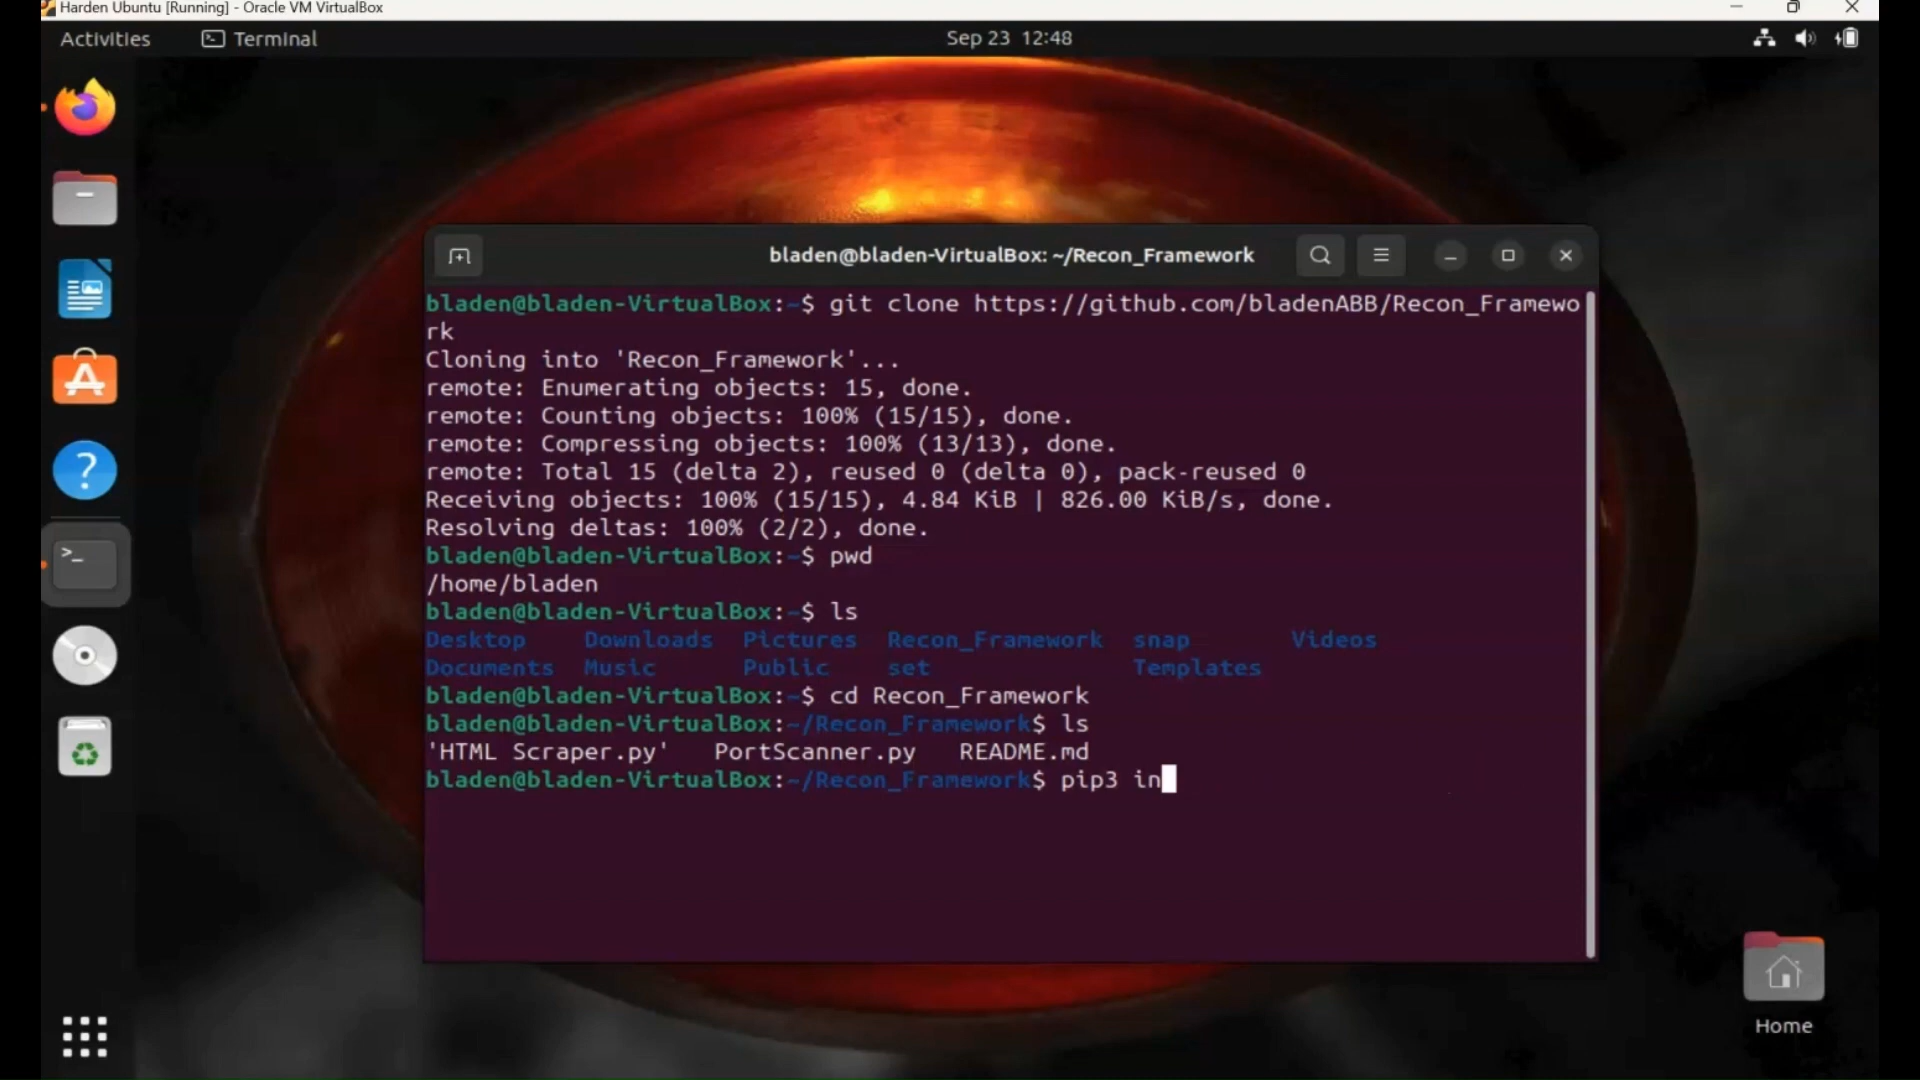 Harden Ubuntu [Running] - Oracle VM VirtualBox
Activities Terminal Sep 23 12:48
bladen@bladen-VirtualBox: ~/Recon_Framework
bladen@bladen-VirtualBox:~$ git clone https://github.com/bladenABB/Recon_Framewo
rk
Cloning into 'Recon_Framework'...
remote: Enumerating objects: 15, done.
remote: Counting objects: 100% (15/15), done.
remote: Compressing objects: 100% (13/13), done.
remote: Total 15 (delta 2), reused 0 (delta 0), pack-reused 0
Receiving objects: 100% (15/15), 4.84 KiB | 826.00 KiB/s, done.
Resolving deltas: 100% (2/2), done.
bladen@bladen-VirtualBox:~$ pwd
/home/bladen
bladen@bladen-VirtualBox:~$ ls
Desktop Downloads Pictures Recon_Framework snap Videos
Documents Music Public set Templates
bladen@bladen-VirtualBox:~$ cd Recon_Framework
bladen@bladen-VirtualBox:~/Recon_Framework$ ls
'HTML Scraper.py' PortScanner.py README.md
bladen@bladen-VirtualBox:~/Recon_Framework$ pip3 in
Home